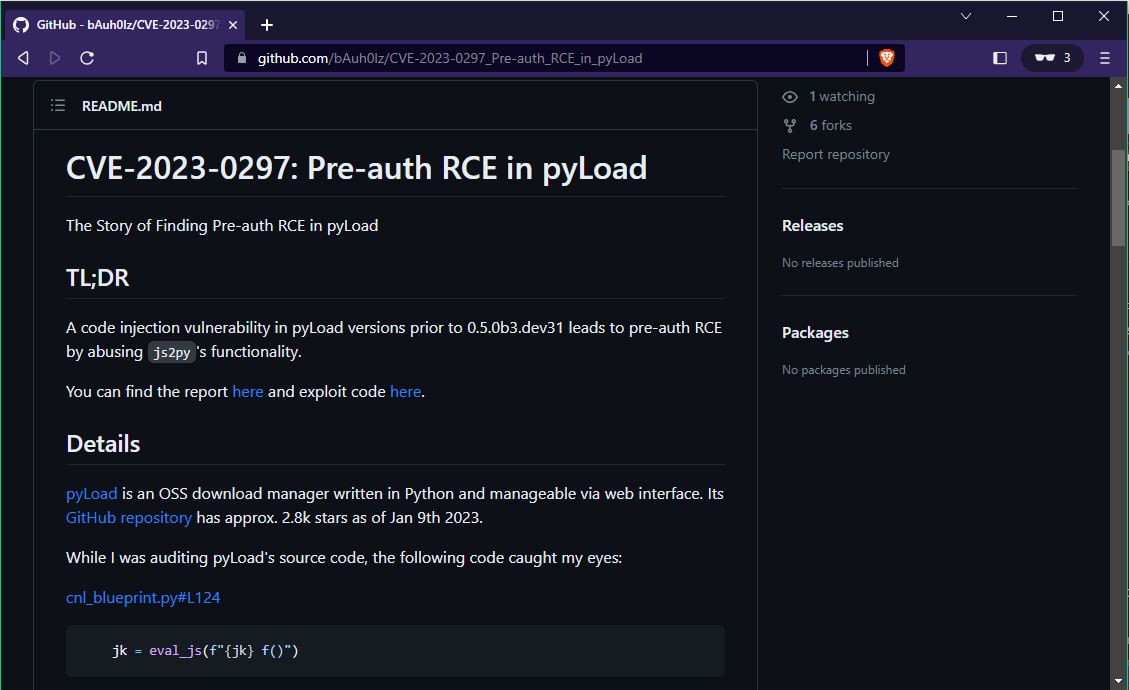 GitHub - bAuh0lz/CVE-2023-0297
github.com/bAuh0lz/CVE-2023-0297_Pre-auth_RCE_in_pyLoad
3
README.md
CVE-2023-0297: Pre-auth RCE in pyLoad
The Story of Finding Pre-auth RCE in pyLoad
TL;DR
A code injection vulnerability in pyLoad versions prior to 0.5.0b3.dev31 leads to pre-auth RCE
by abusing js2py's functionality.
You can find the report here and exploit code here.
Details
pyLoad is an OSS download manager written in Python and manageable via web interface. Its
GitHub repository has approx. 2.8k stars as of Jan 9th 2023.
While I was auditing pyLoad's source code, the following code caught my eyes:
cnl_blueprint.py#L124
jk = eval_js(f"{jk} f()")
1 watching
6 forks
Report repository
Releases
No releases published
Packages
No packages published